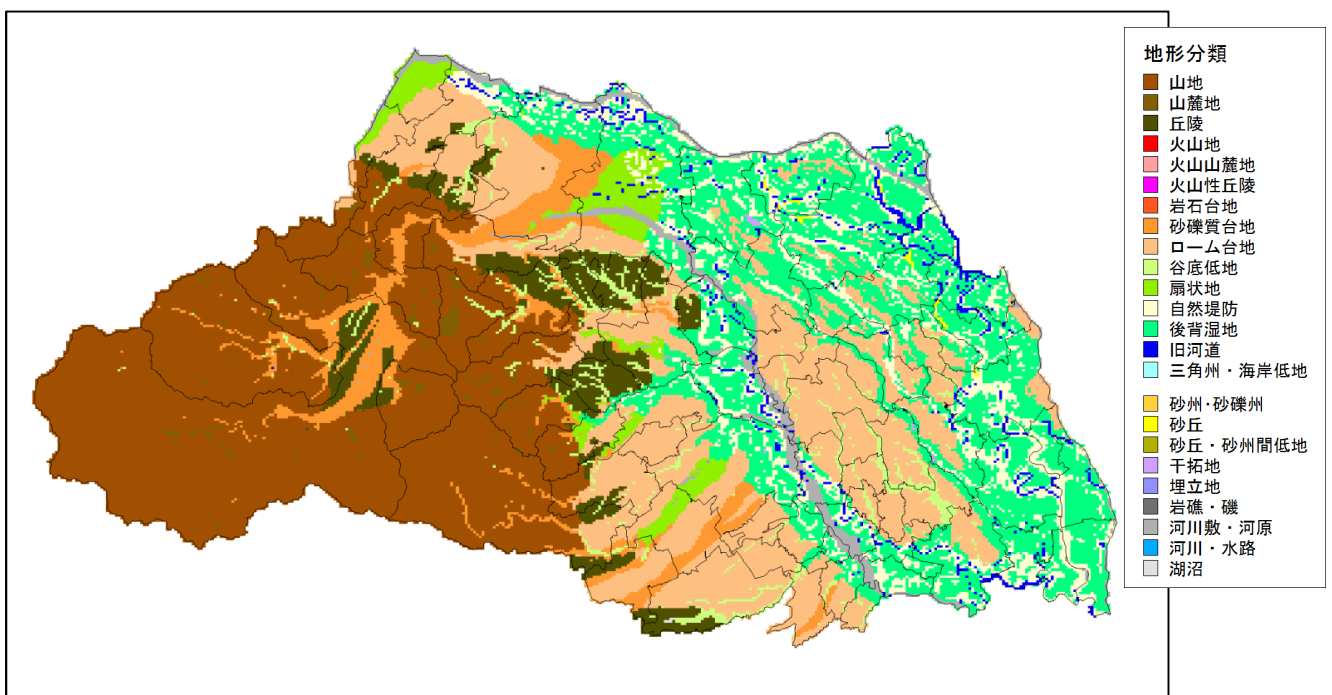 地形分類
山地
山麓地
丘陵
火山地
火山山麓地
火山性丘陵
岩石台地
砂礫質台地
ローム台地
谷底低地
扇状地
自然堤防
後背湿地
旧河道
三角州・海岸低地
砂州・砂礫州
砂丘
砂丘・砂州間低地
干拓地
埋立地
岩礁・磯
河川敷・河原
河川・水路
湖沼